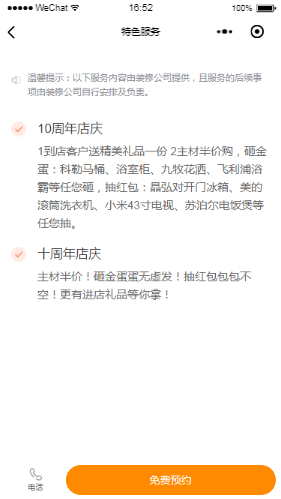 WeChat
16:52
100%
特色服务
温馨提示：以下服务内容由装修公司提供，且服务的后续事
项由装修公司自行安排及负责。
10周年店庆
1到店客户送精美礼品一份 2主材半价购，砸金
蛋：科勒马桶、浴室柜、九牧花洒、飞利浦浴
霸等任您砸，抽红包：晶弘对开门冰箱、美的
滚筒洗衣机、小米43寸电视、苏泊尔电饭煲等
任您抽。
十周年店庆
主材半价！砸金蛋蛋无虚发！抽红包包包不
空！更有进店礼品等你拿！
电话
免费预约